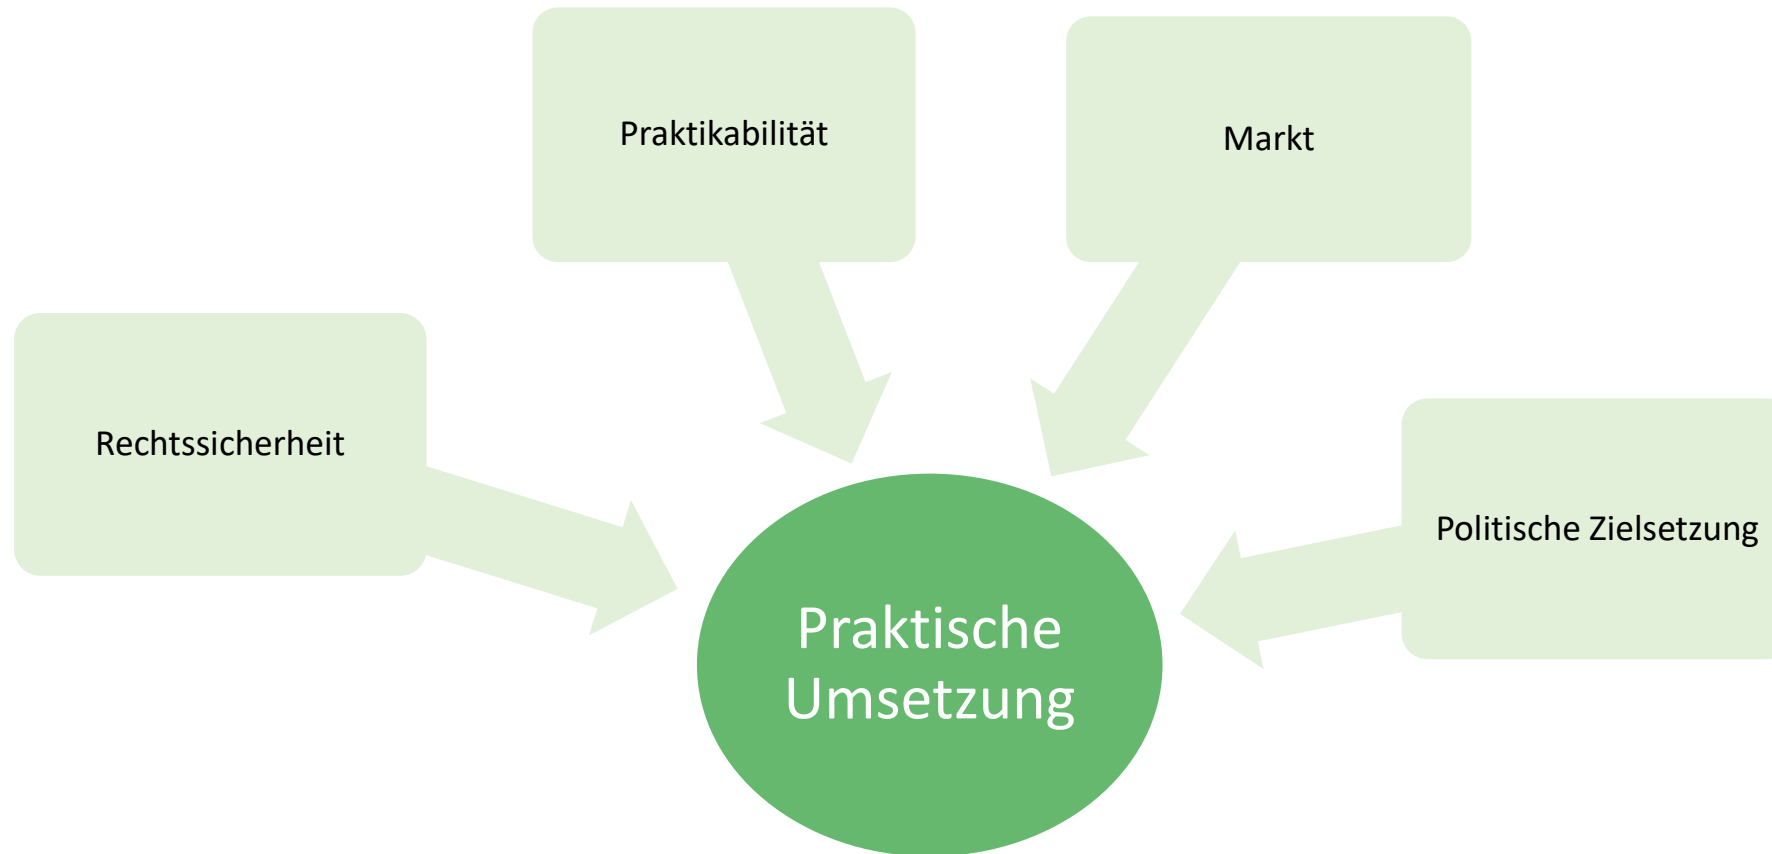 Praktikabilität
Markt
Rechtssicherheit
Politische Zielsetzung
Praktische
Umsetzung